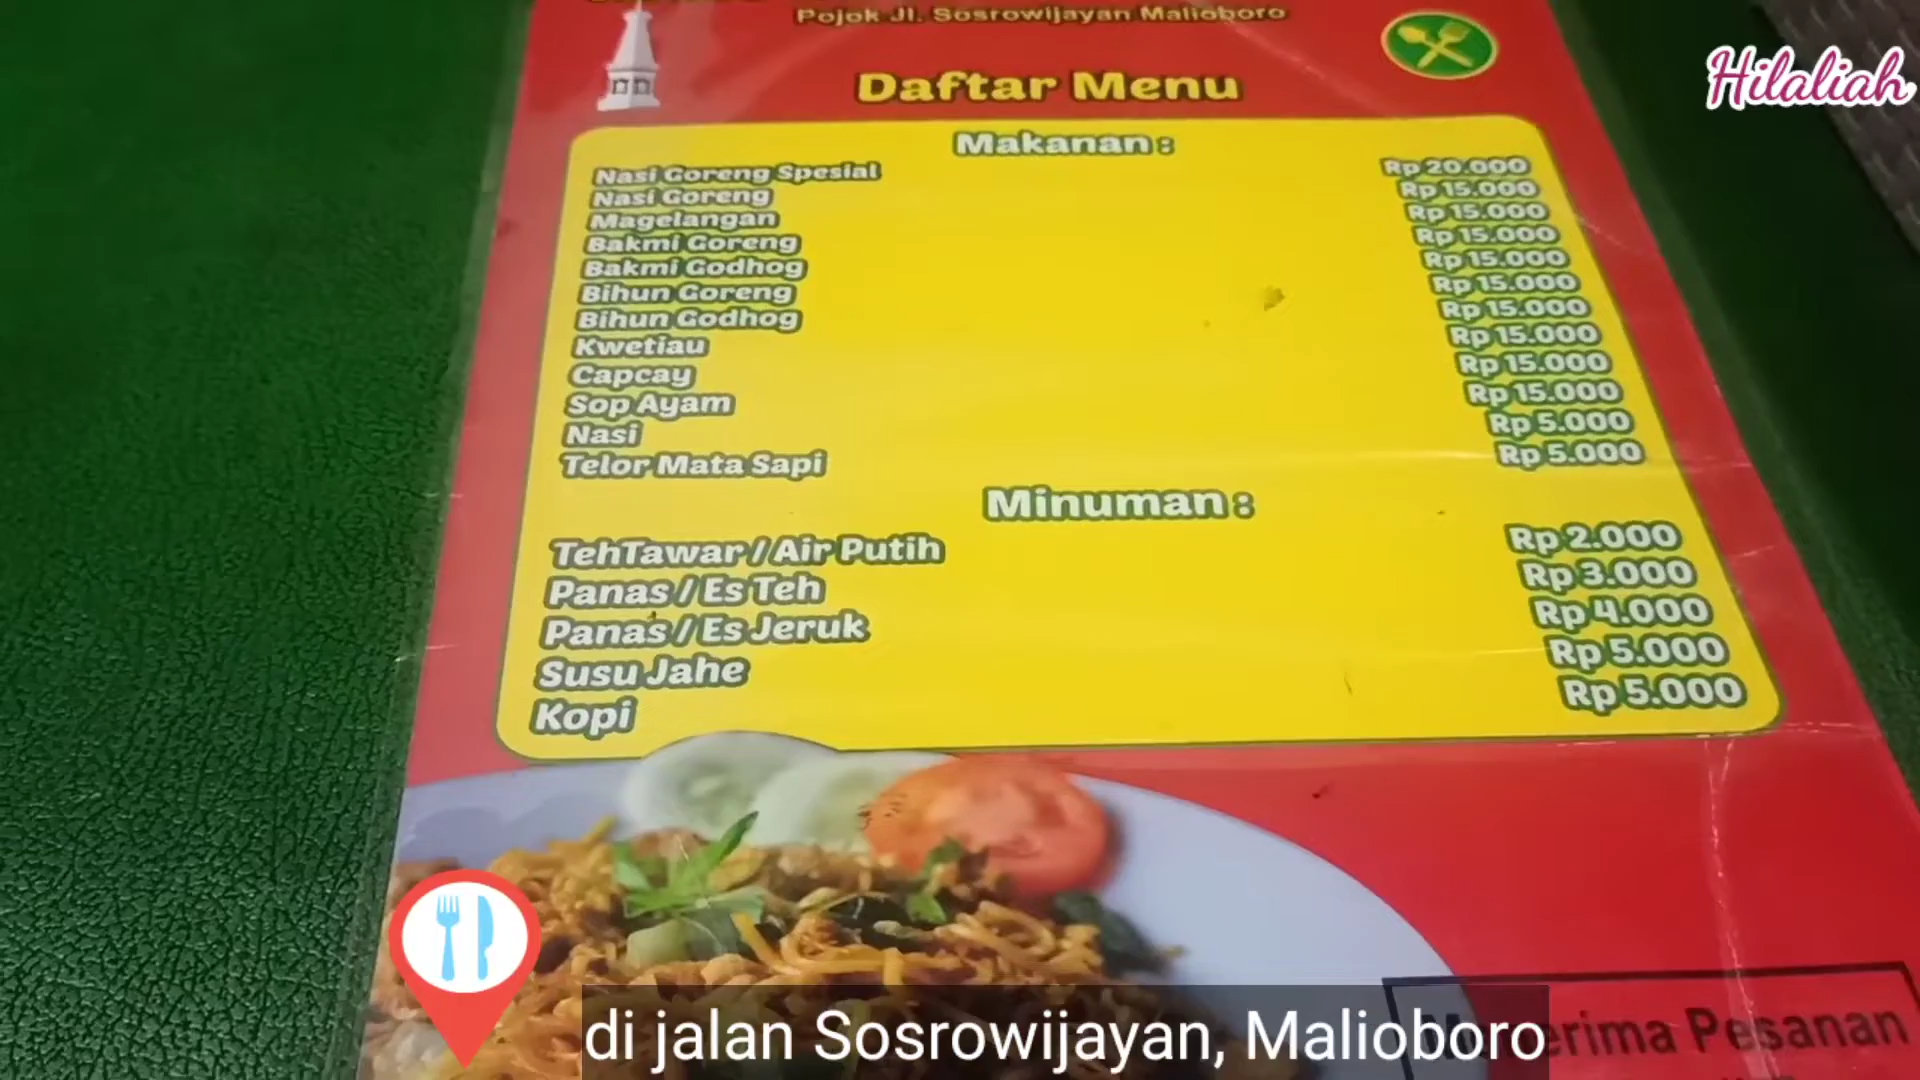 Pojok Jl. Sosrowijayan Malioboro
Hilaliah
Daftar Menu
Makanan :
Nasi Goreng Spesial Rp 20.000
Nasi Goreng Rp 15.000
Magelangan Rp 15.000
Bakmi Goreng Rp 15.000
Bakmi Godhog Rp 15.000
Bihun Goreng Rp 15.000
Bihun Godhog Rp 15.000
Kwetiau Rp 15.000
Capcay Rp 15.000
Sop Ayam Rp 15.000
Nasi Rp 5.000
Telor Mata Sapi Rp 5.000
Minuman :
TehTawar / Air Putih Rp 2.000
Panas / Es Teh Rp 3.000
Panas / Es Jeruk Rp 4.000
Susu Jahe Rp 5.000
Kopi Rp 5.000
Pesanan
di jalan Sosrowijayan, Malioboro